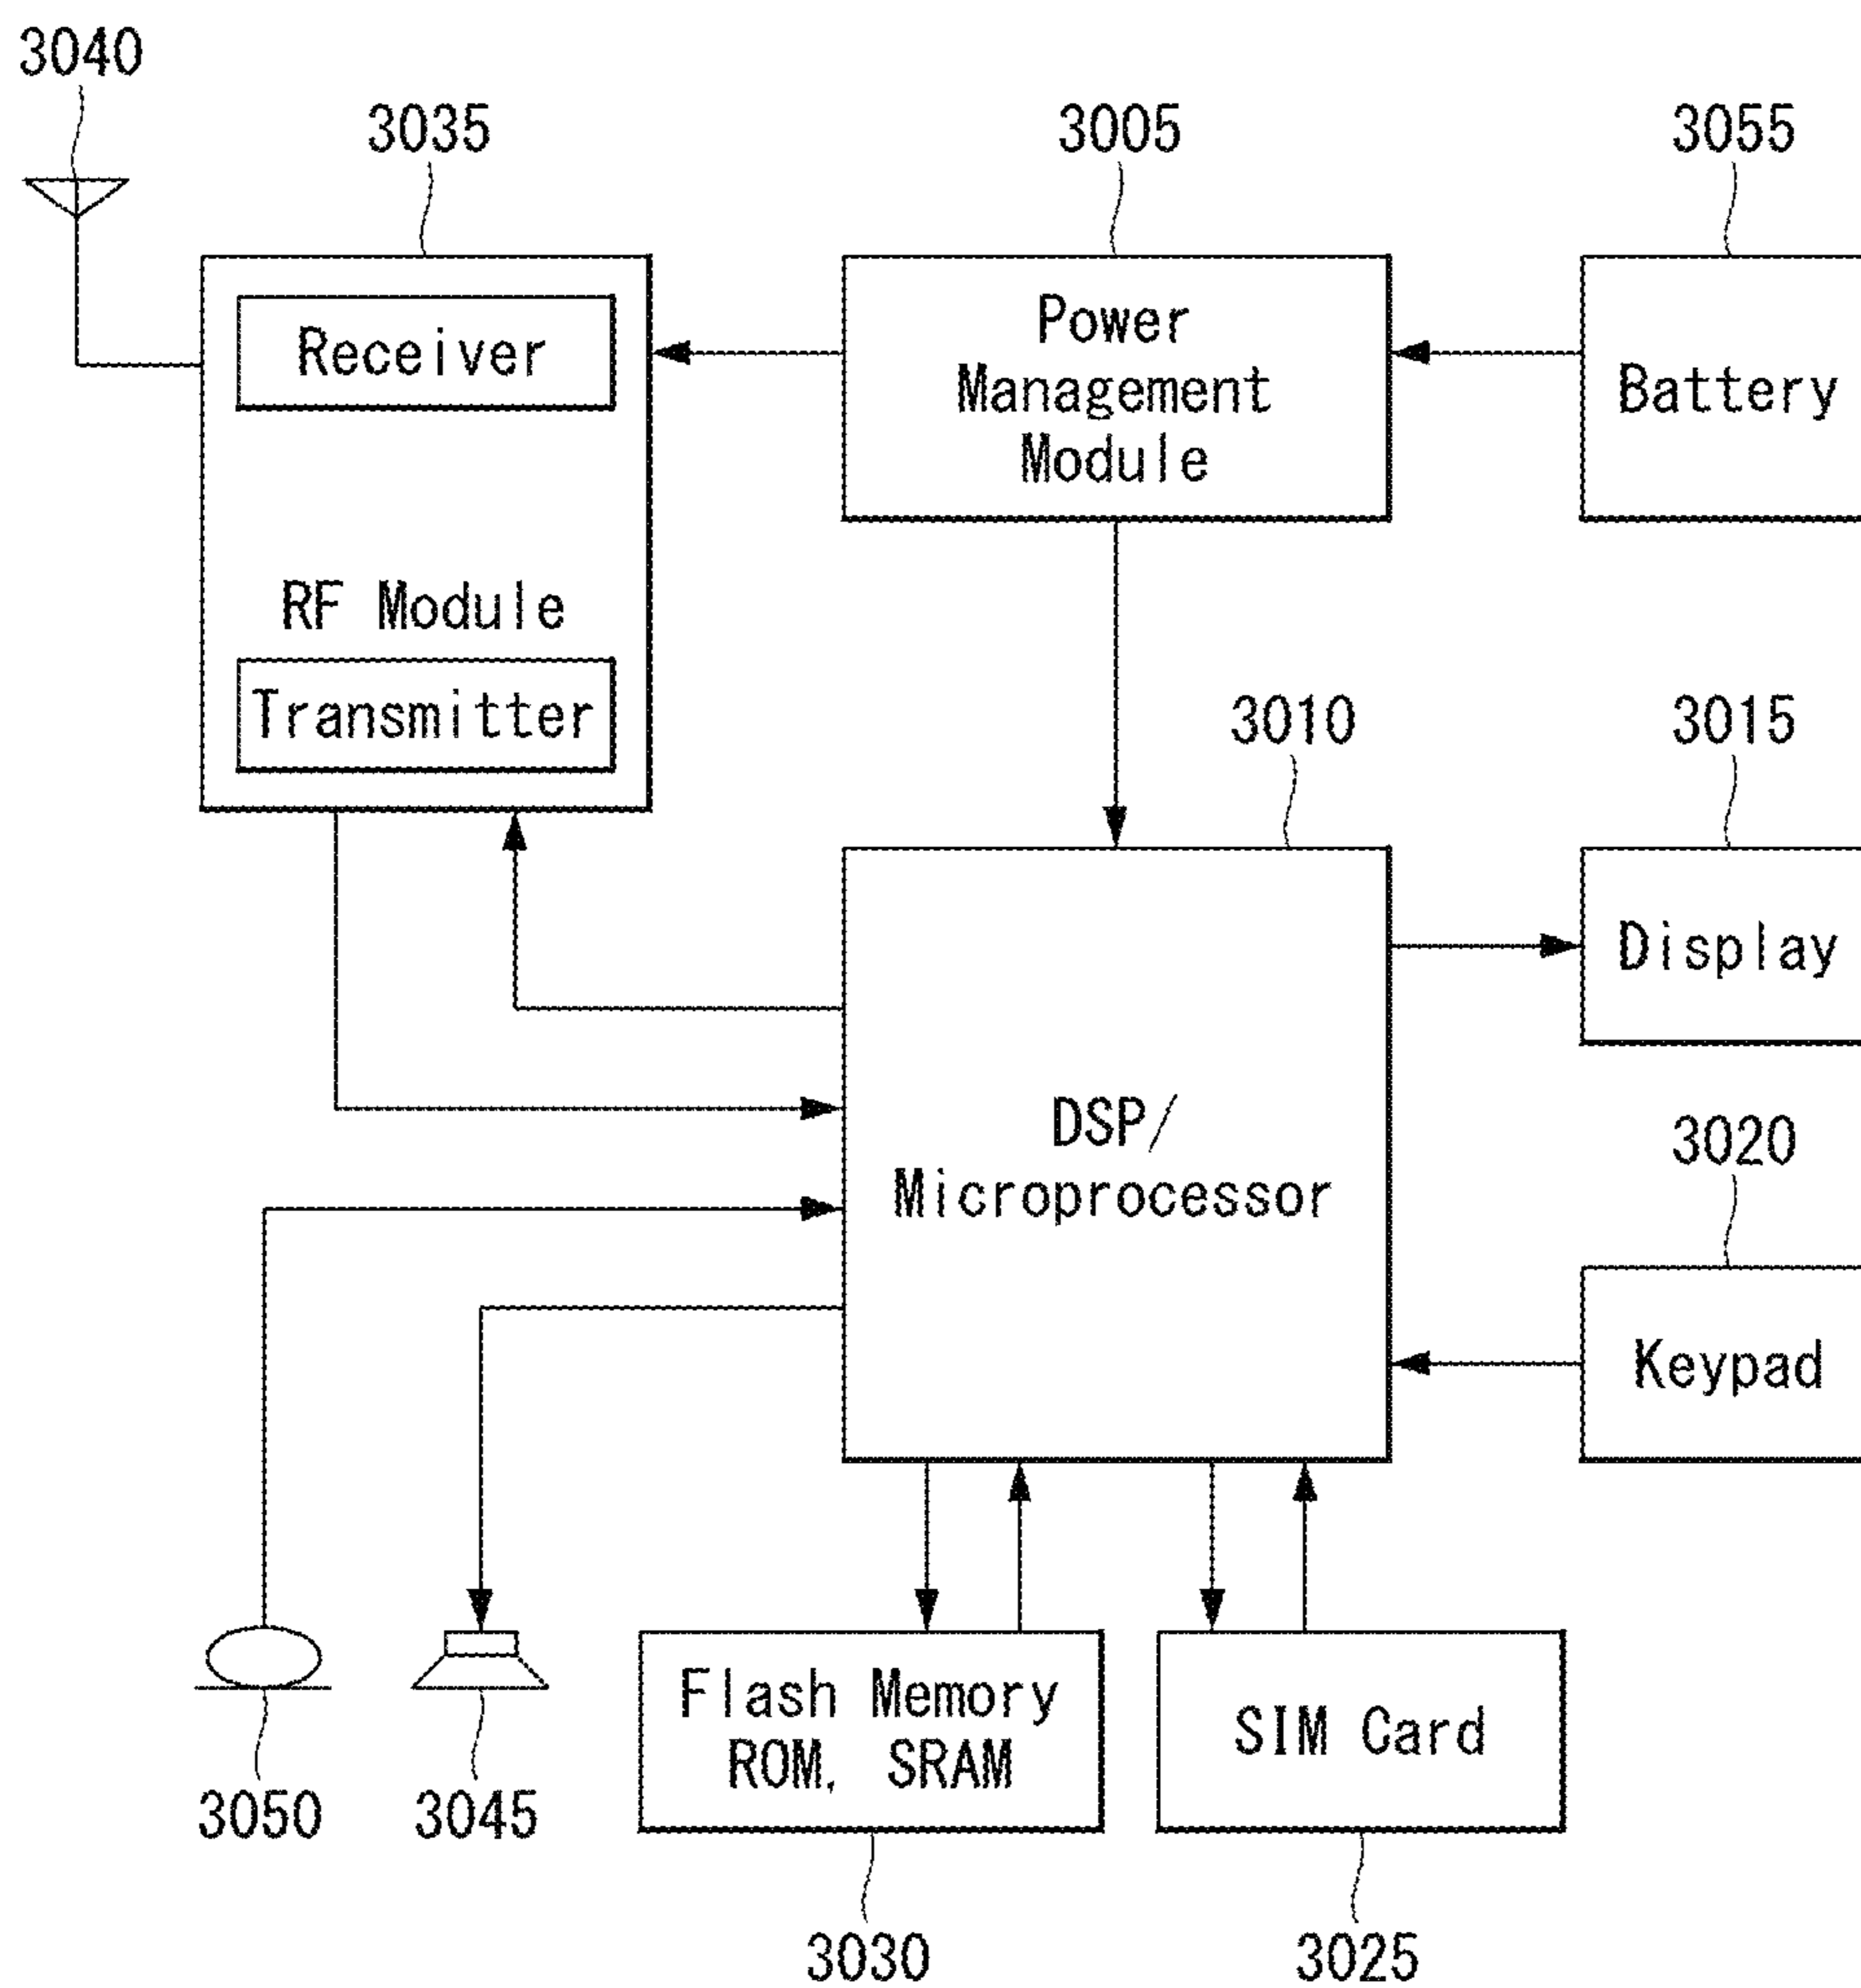 3040
3035
3005
3055
Receiver
RF Module
Transmitter
Power
Management
Module
Battery
3010
3015
Display
DSP/
Microprocessor
3020
Keypad
3050
3045
Flash Memory
ROM, SRAM
SIM Card
3030
3025